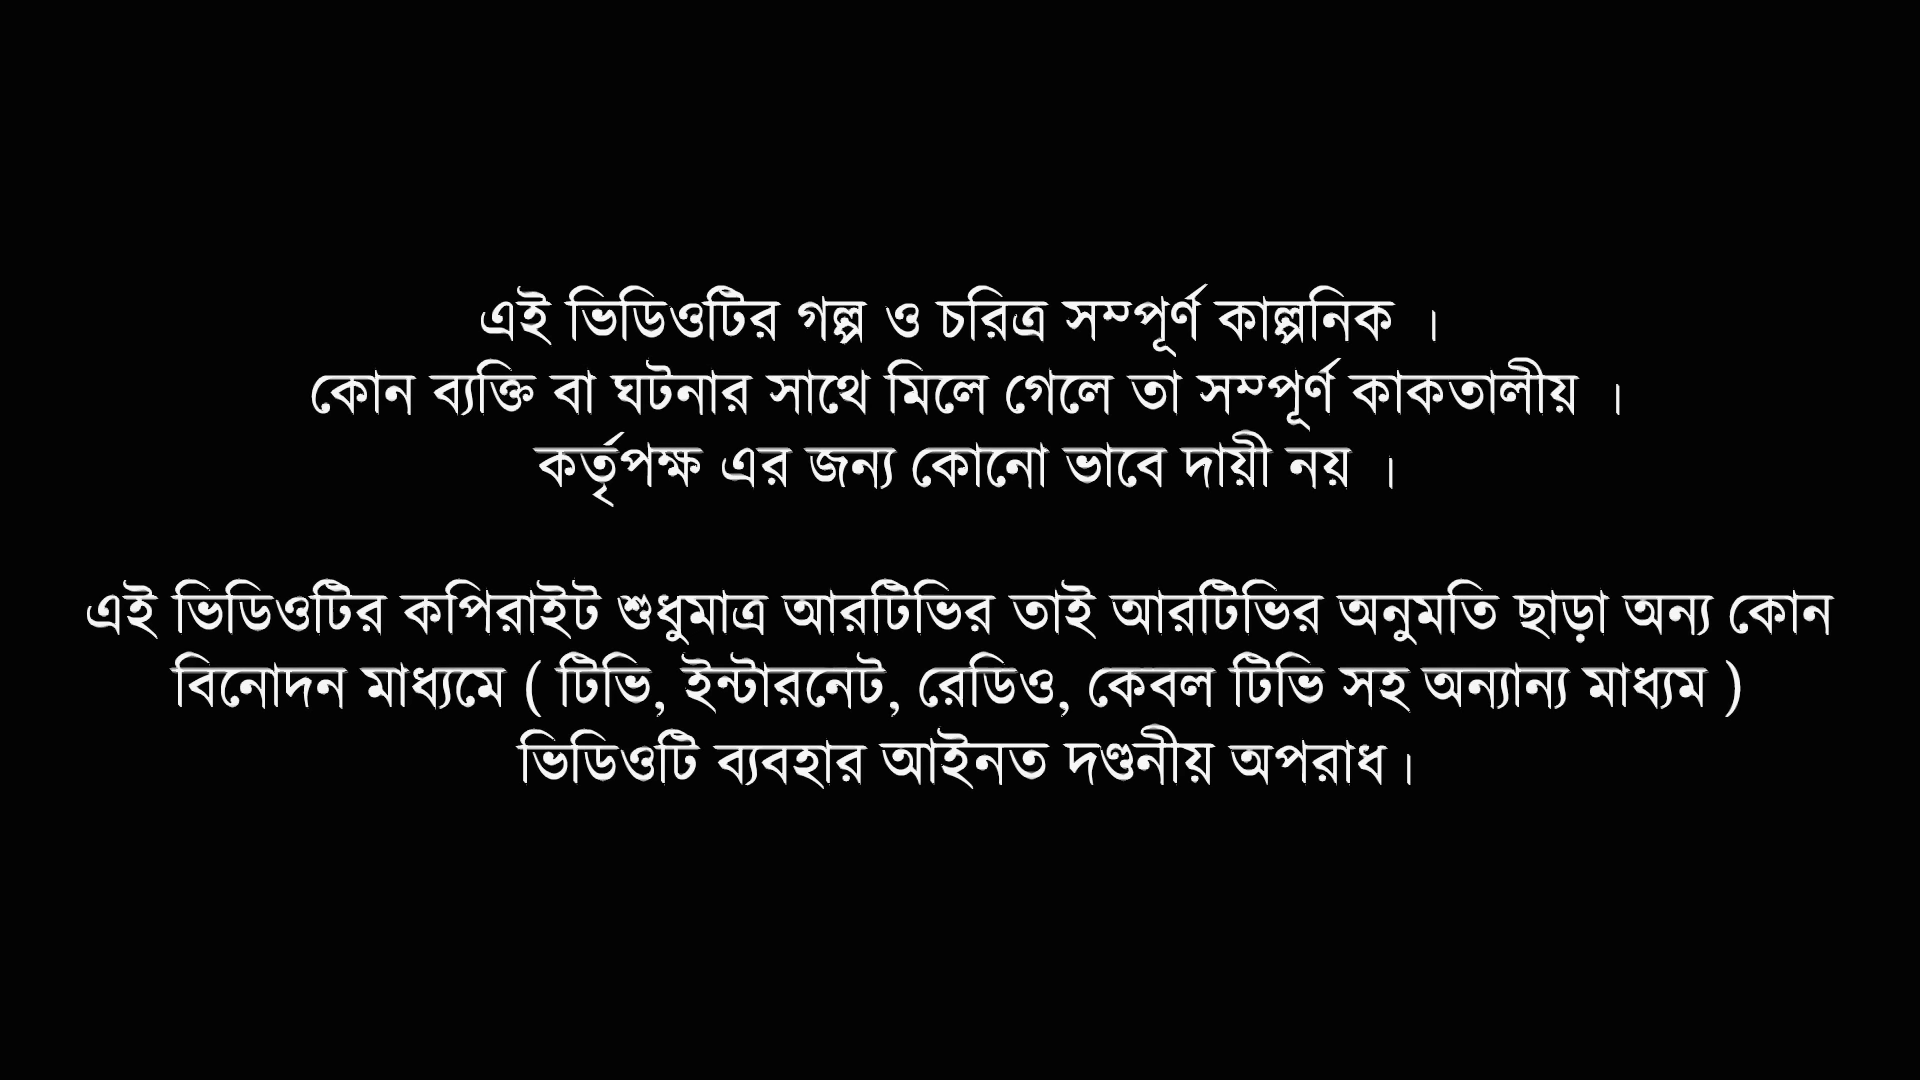 এই ভিডিওটির গল্প ও চরিত্র সম্পূর্ণ কাল্পনিক ।
কোন ব্যক্তি বা ঘটনার সাথে মিলে গেলে তা সম্পূর্ণ কাকতালীয় ।
কর্তৃপক্ষ এর জন্য কোনো ভাবে দায়ী নয় ।
এই ভিডিওটির কপিরাইট শুধুমাত্র আরটিভির তাই আরটিভির অনুমতি ছাড়া অন্য কোন
বিনোদন মাধ্যমে ( টিভি, ইন্টারনেট, রেডিও, কেবল টিভি সহ অন্যান্য মাধ্যম )
ভিডিওটি ব্যবহার আইনত দণ্ডনীয় অপরাধ।